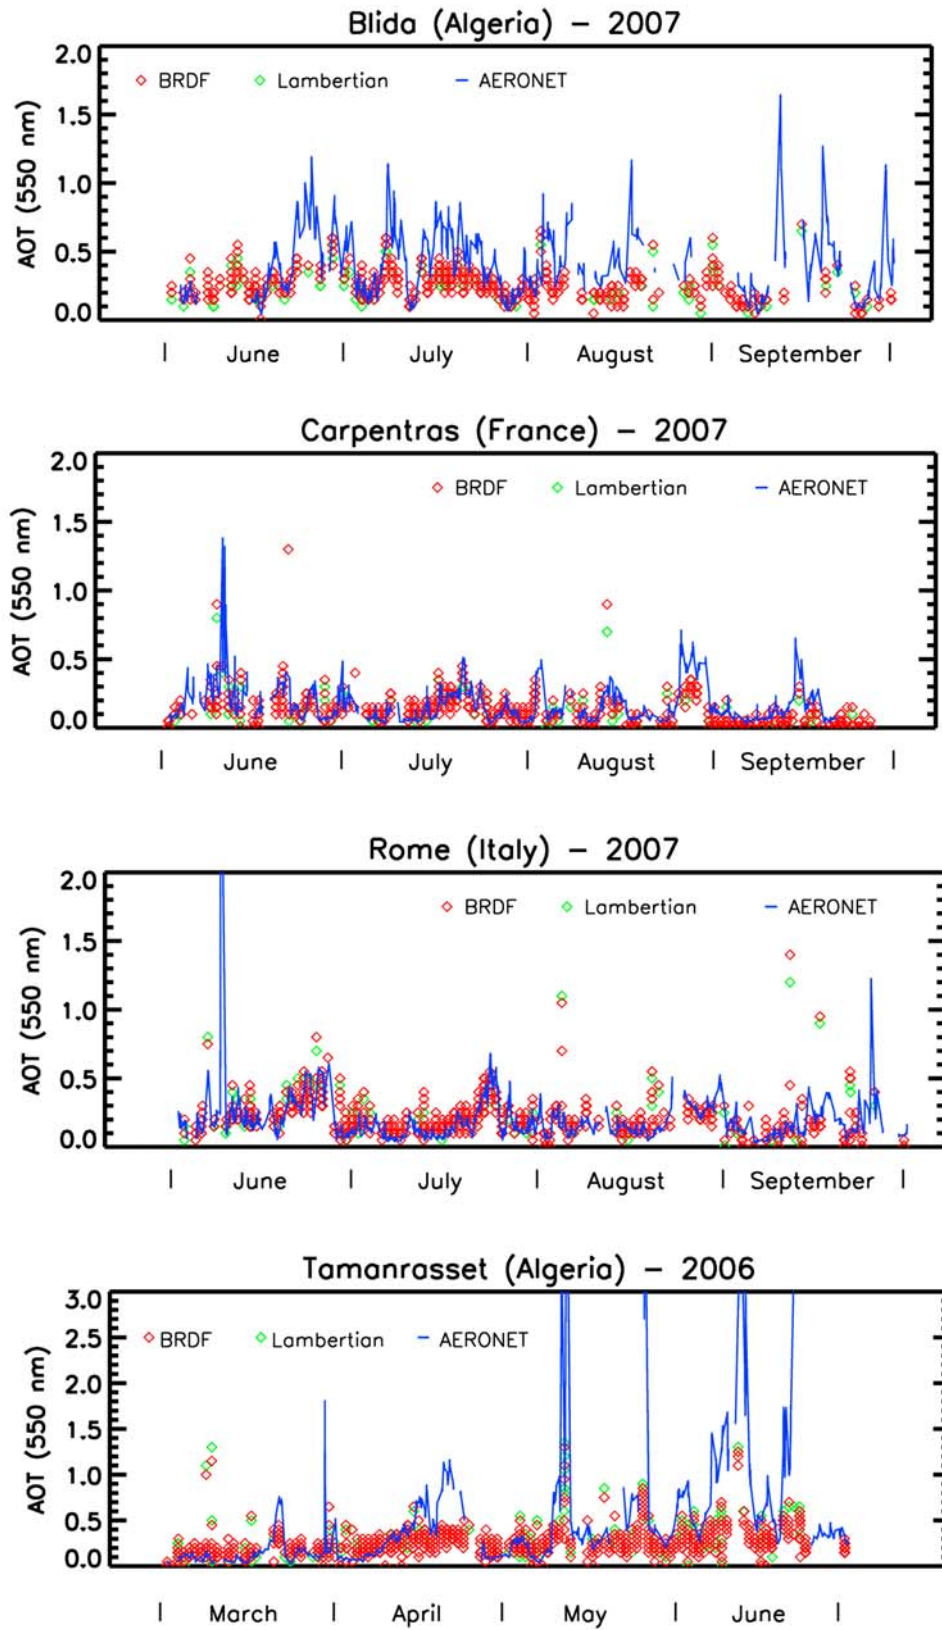 Blida (Algeria) – 2007
2.0
BRDF Lambertian AERONET
1.5
AOT (550 nm)
1.0
0.5
0.0
| June | July | August | September |
Carpentras (France) – 2007
2.0
BRDF Lambertian AERONET
1.5
AOT (550 nm)
1.0
0.5
0.0
| June | July | August | September |
Rome (Italy) – 2007
2.0
BRDF Lambertian AERONET
1.5
AOT (550 nm)
1.0
0.5
0.0
| June | July | August | September |
Tamanrasset (Algeria) – 2006
3.0
2.5
BRDF Lambertian AERONET
2.0
AOT (550 nm)
1.5
1.0
0.5
0.0
| March | April | May | June |